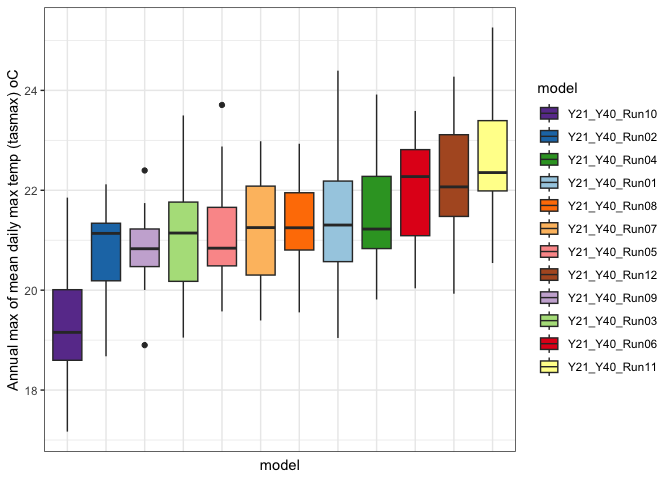 Annual max of mean daily max temp (tasmax) oC
24
22
20
18
model
model
Y21_Y40_Run10
Y21_Y40_Run02
Y21_Y40_Run04
Y21_Y40_Run01
Y21_Y40_Run08
Y21_Y40_Run07
Y21_Y40_Run05
Y21_Y40_Run12
Y21_Y40_Run09
Y21_Y40_Run03
Y21_Y40_Run06
Y21_Y40_Run11